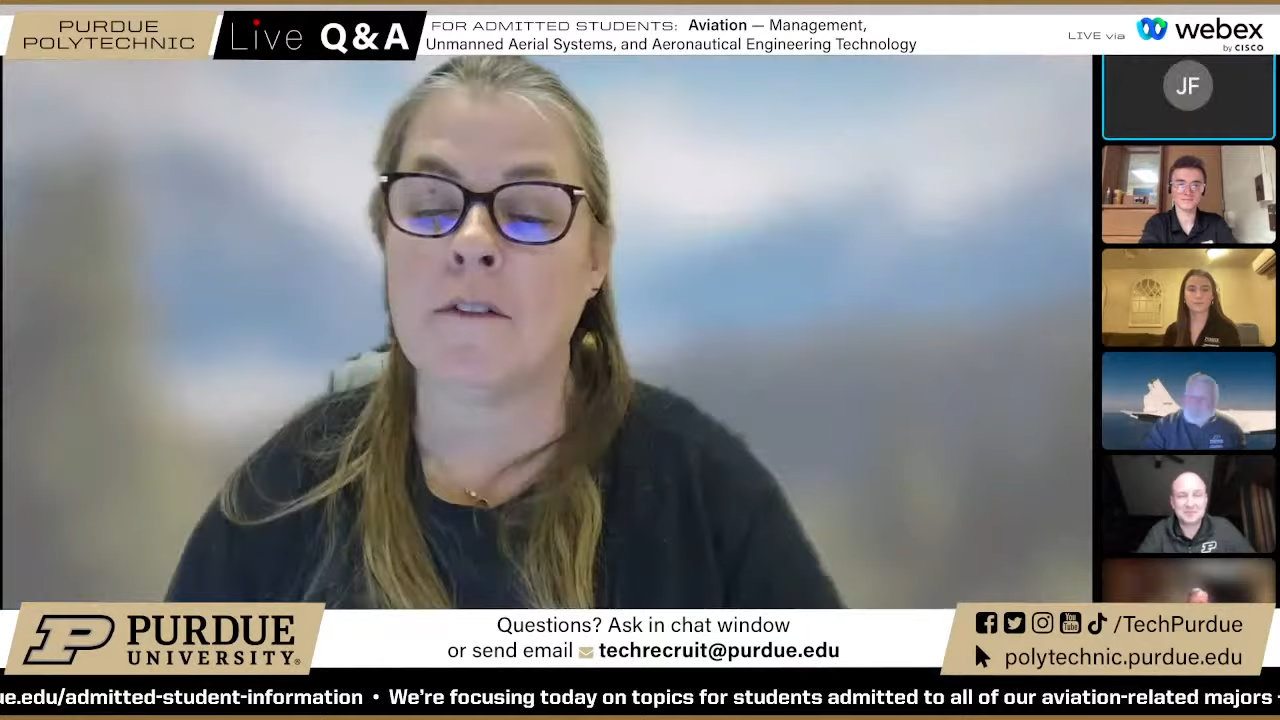 PURDUE
POLYTECHNIC
Live Q&A
FOR ADMITTED STUDENTS: Aviation — Management,
Unmanned Aerial Systems, and Aeronautical Engineering Technology
LIVE via
webex
by CISCO
JF
PURDUE
UNIVERSITY®
Questions? Ask in chat window
or send email techrecruit@purdue.edu
You
Tube
/TechPurdue
polytechnic.purdue.edu
ue.edu/admitted-student-information • We’re focusing today on topics for students admitted to all of our aviation-related majors